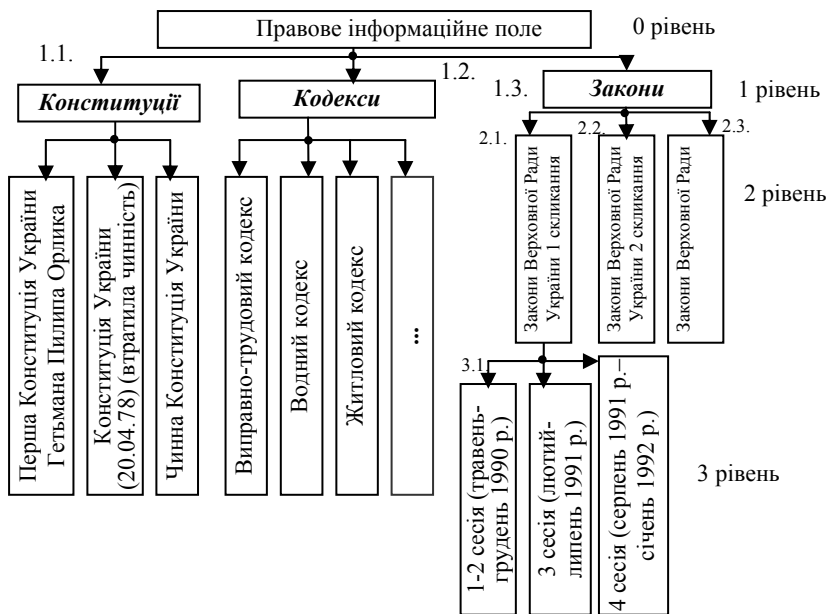 Правове інформаційне поле
0 рівень
1.1.
1.2.
1.3.
Конституції
Кодекси
Закони
1 рівень
2.1.
2.2.
2.3.
Перша Конституція України
Гетьмана Пилипа Орлика
Конституція України
(20.04.78) (втратила чинність)
Чинна Конституція України
Виправно-трудовий кодекс
Водний кодекс
Житловий кодекс
...
Закони Верховної Ради
України 1 скликання
Закони Верховної Ради
України 2 скликання
Закони Верховної Ради
2 рівень
3.1.
1-2 сесія (травень-
грудень 1990 р.)
3 сесія (лютий-
липень 1991 р.)
4 сесія (серпень 1991 р.–
січень 1992 р.)
3 рівень